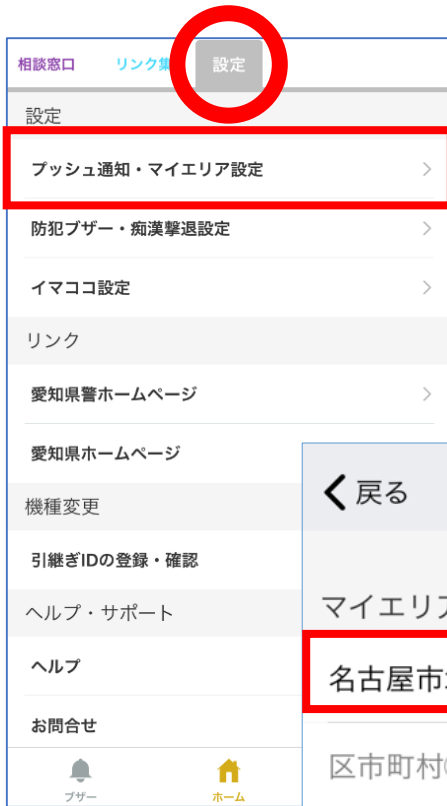 相談窓口 リンク集 設定
設定
プッシュ通知・マイエリア設定
防犯ブザー・痴漢撃退設定
イマココ設定
リンク
愛知県警ホームページ
愛知県ホームページ
機種変更
引継ぎIDの登録・確認
ヘルプ・サポート
ヘルプ
お問合せ
ブザー ホーム
戻る
マイエリア
名古屋市
区市町村